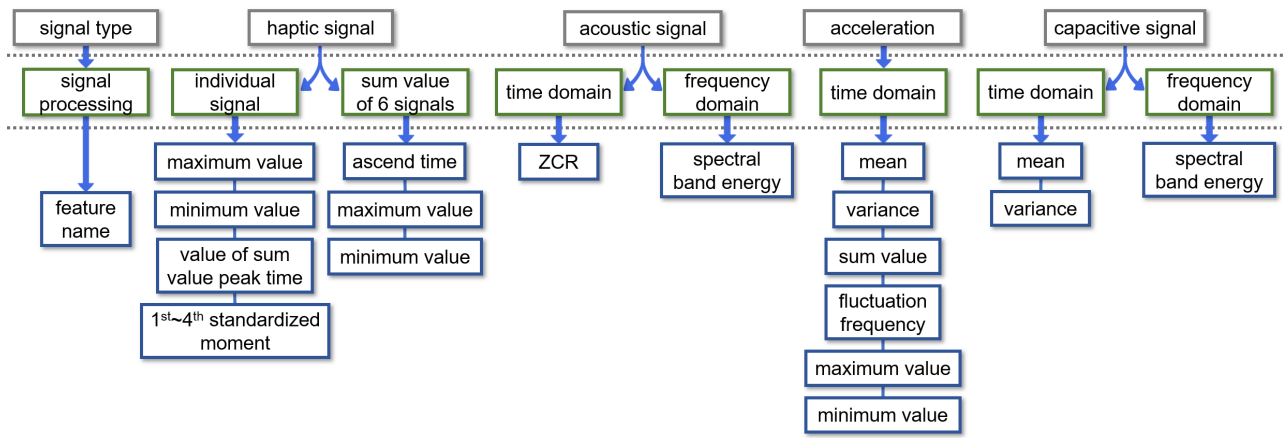 signal type
haptic signal
acoustic signal
acceleration
capacitive signal
signal
processing
individual
signal
sum value
of 6 signals
time domain
frequency
domain
time domain
time domain
frequency
domain
feature
name
maximum value
minimum value
value of sum
value peak time
1st~4th standardized
moment
ascend time
maximum value
minimum value
ZCR
spectral
band energy
mean
variance
sum value
fluctuation
frequency
maximum value
minimum value
mean
variance
spectral
band energy